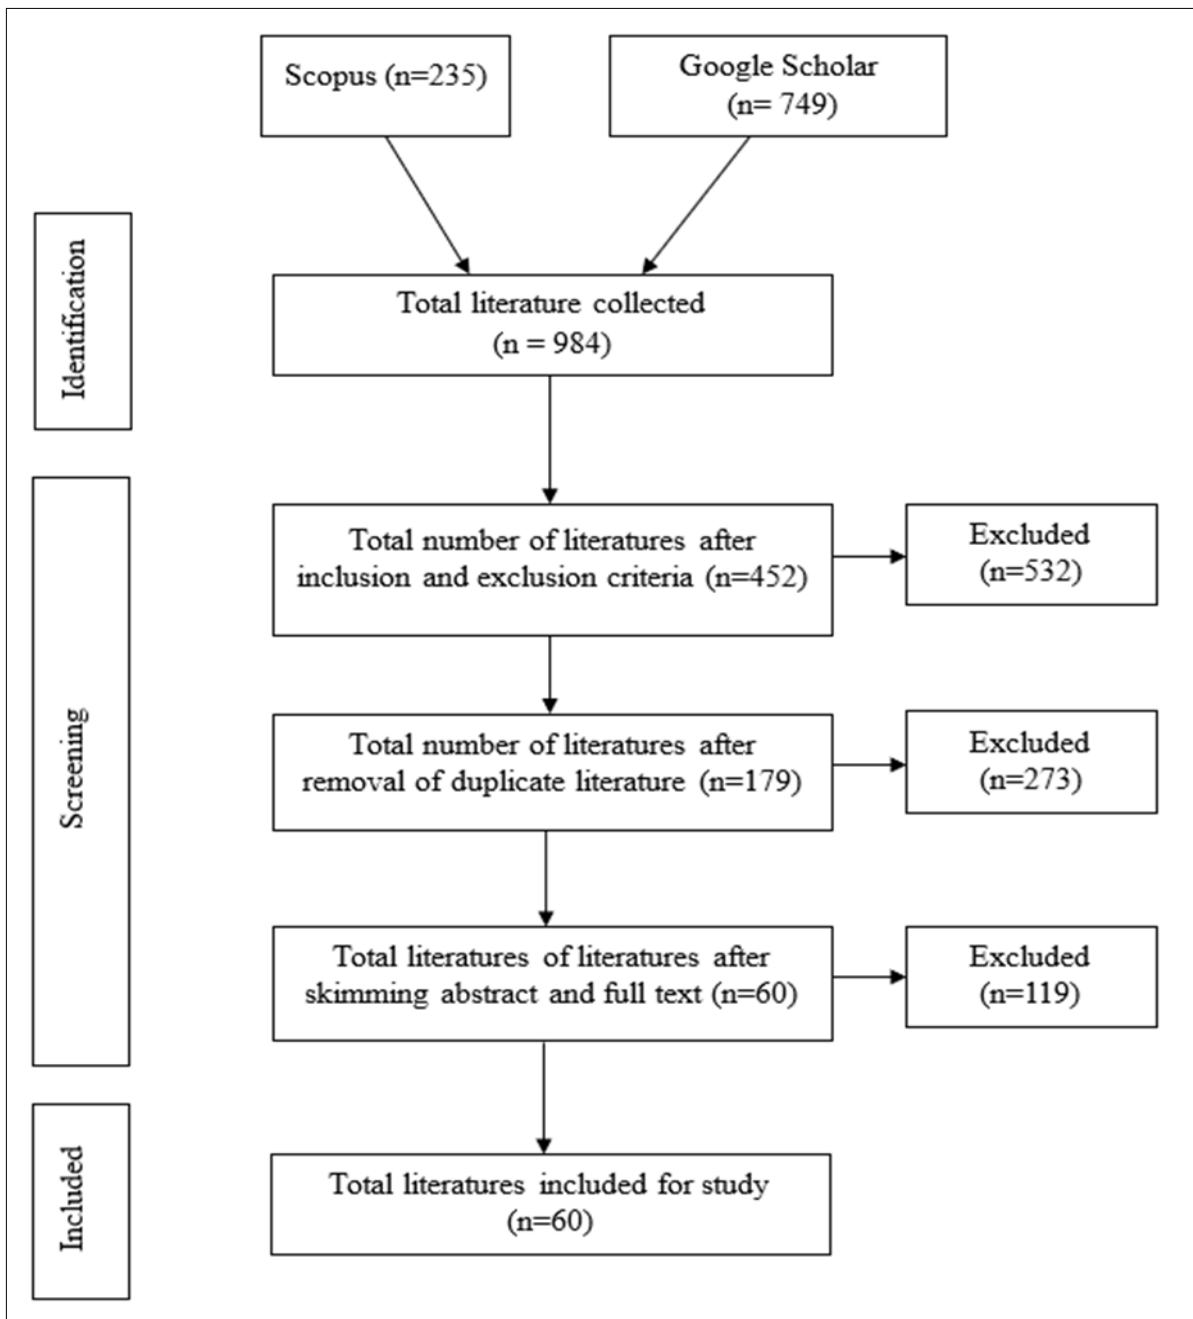 Scopus (n=235)
Google Scholar
(n= 749)
Identification
Total literature collected
(n = 984)
Screening
Total number of literatures after
inclusion and exclusion criteria (n=452)
Excluded
(n=532)
Total number of literatures after
removal of duplicate literature (n=179)
Excluded
(n=273)
Total literatures of literatures after
skimming abstract and full text (n=60)
Excluded
(n=119)
Included
Total literatures included for study
(n=60)